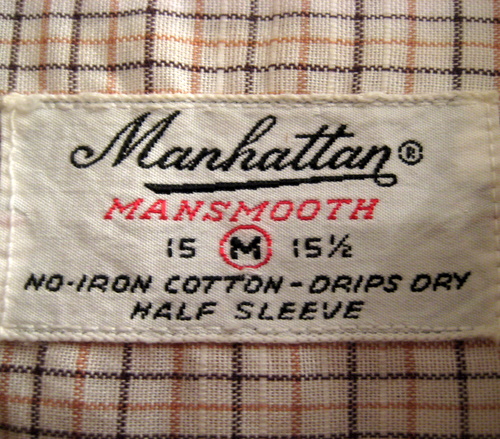 Manhattan®
MANSMOOTH
15 M 15½
NO-IRON COTTON-DRIPS DRY
HALF SLEEVE